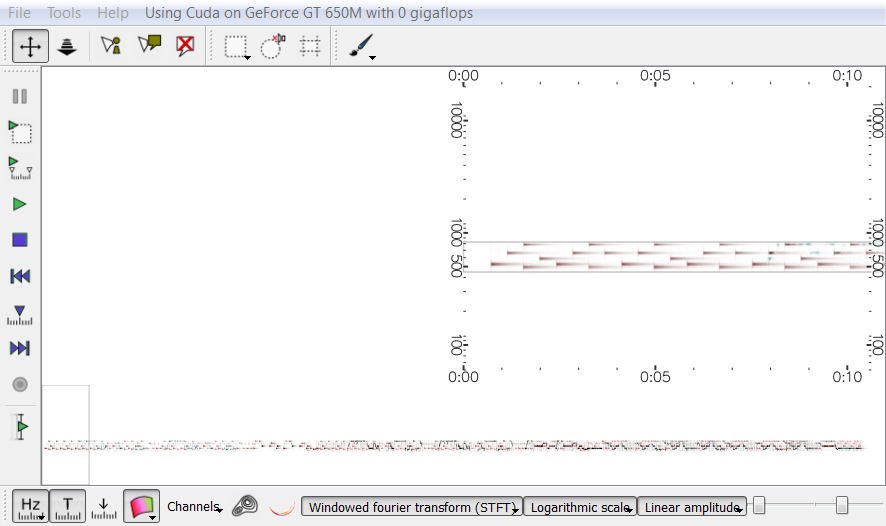 File Tools Help Using Cuda on GeForce GT 650M with 0 gigaflops
0:00 0:05 0:10
10000 10000
1000 1000
500 500
100 100
0:00 0:05 0:10
Hz T Channels Windowed fourier transform (STFT) Logarithmic scale Linear amplitude